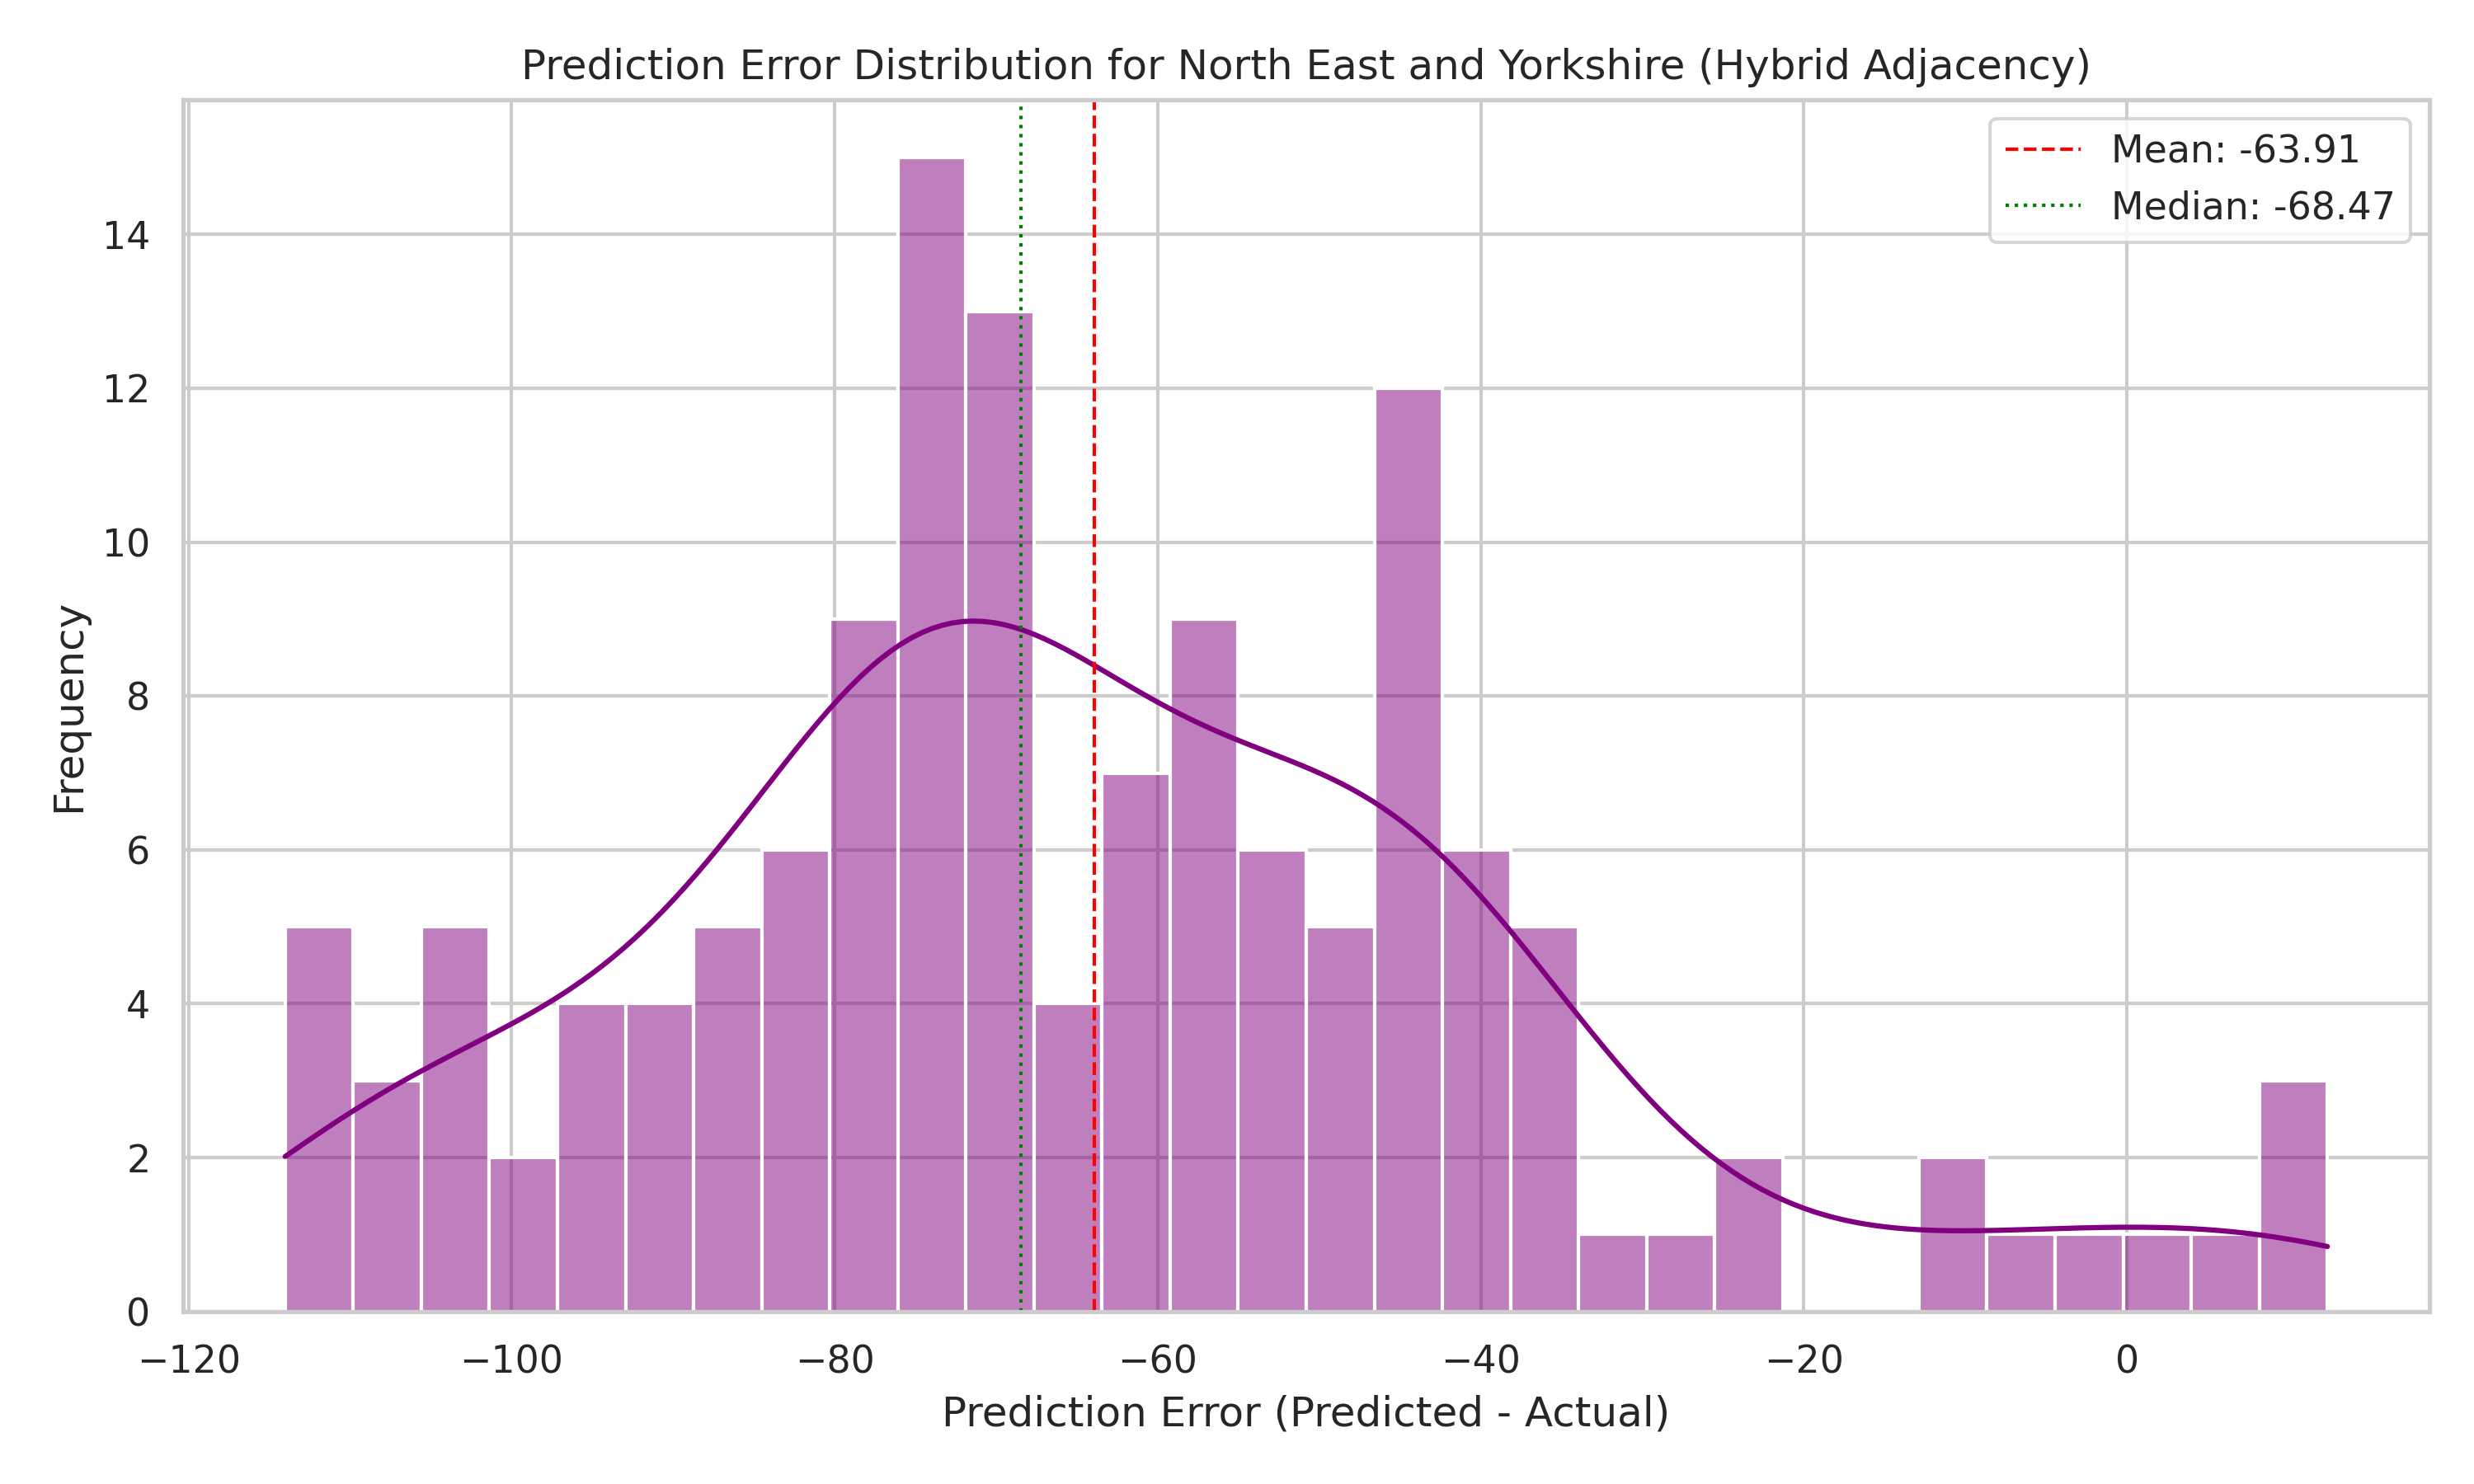 Prediction Error Distribution for North East and Yorkshire (Hybrid Adjacency)
Mean: -63.91
Median: -68.47
Frequency
14
12
10
8
6
4
2
0
−120 −100 −80 −60 −40 −20 0
Prediction Error (Predicted - Actual)